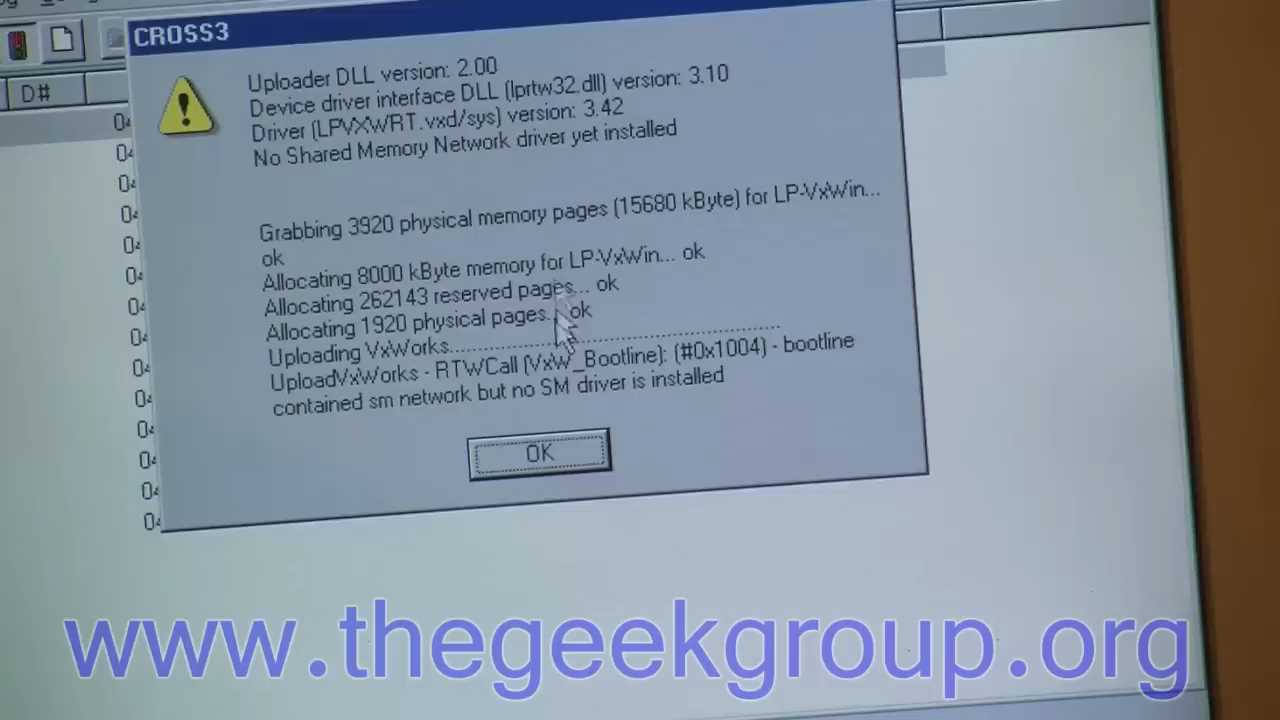 CROSS3
D#
Uploader DLL version: 2.00
Device driver interface DLL (lprtw32.dll) version: 3.10
Driver (LPVXWRT.vxd/sys) version: 3.42
No Shared Memory Network driver yet installed
Grabbing 3920 physical memory pages (15680 kByte) for LP-VxWin...
ok
Allocating 8000 kByte memory for LP-VxWin... ok
Allocating 262143 reserved pages... ok
Allocating 1920 physical pages... ok
Uploading VxWorks............................................................
UploadVxWorks - RTWCall (VxW_Bootline): (#0x1004) - bootline
contained sm network but no SM driver is installed
OK
www.thegeekgroup.org